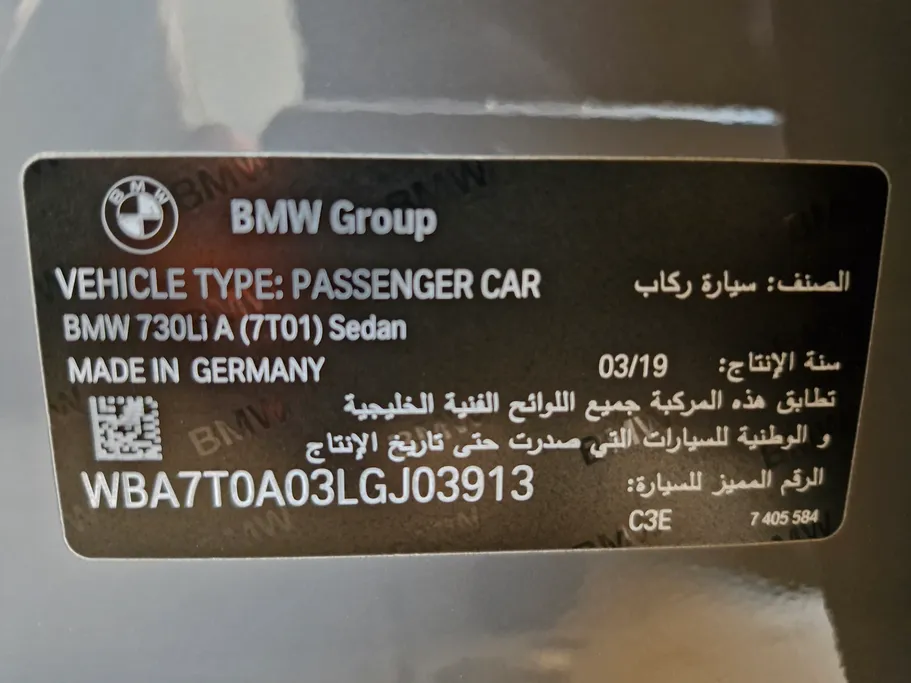 BMW
BMW Group
VEHICLE TYPE: PASSENGER CAR الصنف: سيارة ركاب
BMW 730Li A (7T01) Sedan
MADE IN GERMANY سنة الإنتاج: 03/19
تطابق هذه المركبة جميع اللوائح الفنية الخليجية
و الوطنية للسيارات التي صدرت حتى تاريخ الإنتاج
WBA7T0A03LGJ03913 الرقم المميز للسيارة:
C3E 7 405 584